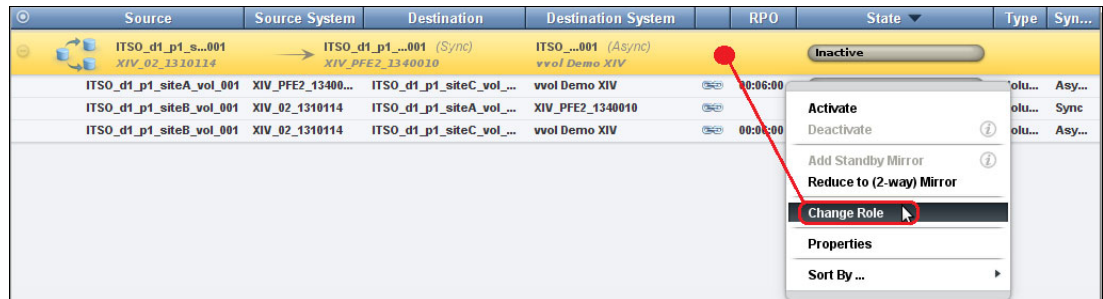 Source Source System Destination Destination System RPO State Type Syn...
ITSO_d1_p1_s...001 ITSO_d1_p1_...001 (Sync) ITSO_...001 (Async) Inactive
XIV_02_1310114 XIV_PFE2_1340010 vvol Demo XIV
ITSO_d1_p1_siteA_vol_001 XIV_PFE2_13400... ITSO_d1_p1_siteC_vol_... vvol Demo XIV 00:06:00 olu... Asy...
ITSO_d1_p1_siteB_vol_001 XIV_02_1310114 ITSO_d1_p1_siteA_vol_... XIV_PFE2_1340010 olu... Sync
ITSO_d1_p1_siteB_vol_001 XIV_02_1310114 ITSO_d1_p1_siteC_vol_... vvol Demo XIV 00:06:00 olu... Asy...
Activate
Deactivate
Add Standby Mirror
Reduce to (2-way) Mirror
Change Role
Properties
Sort By ...